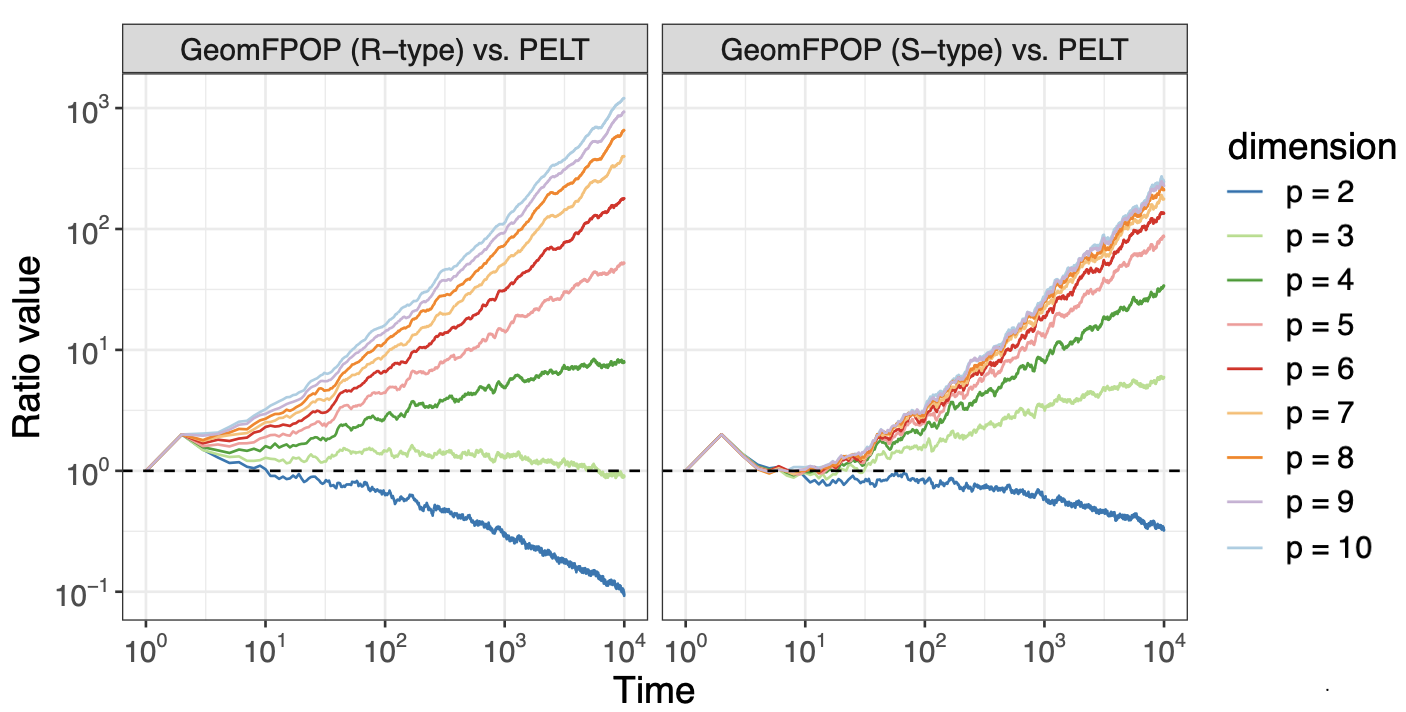 GeomFPOP (R−type) vs. PELT
GeomFPOP (S−type) vs. PELT
Ratio value
10³
10²
10¹
10⁰
10⁻¹
10⁰ 10¹ 10² 10³ 10⁴
10⁰ 10¹ 10² 10³ 10⁴
Time
dimension
p = 2
p = 3
p = 4
p = 5
p = 6
p = 7
p = 8
p = 9
p = 10